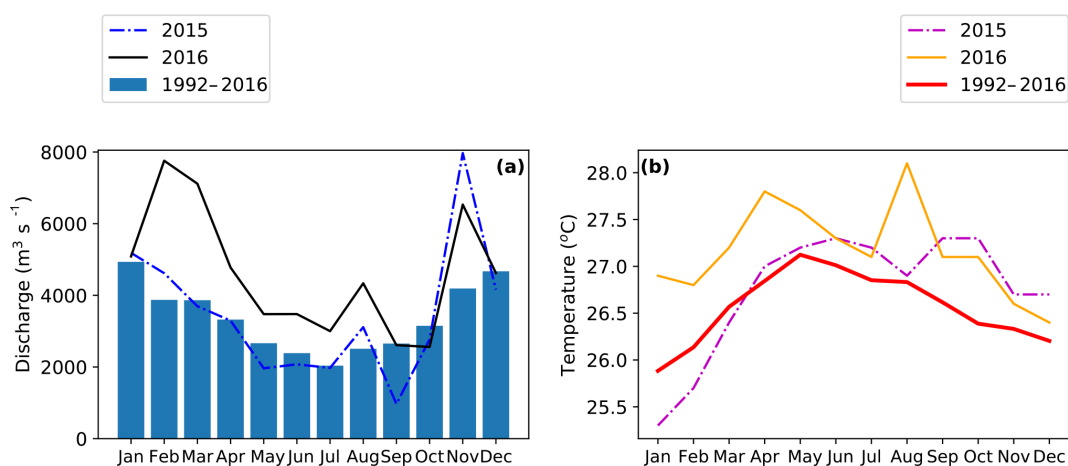 2015
2016
1992–2016
2015
2016
1992–2016
(a)
Discharge (m³ s⁻¹)
8000
6000
4000
2000
0
Jan Feb Mar Apr May Jun Jul Aug Sep Oct Nov Dec
(b)
Temperature (°C)
28.0
27.5
27.0
26.5
26.0
25.5
Jan Feb Mar Apr May Jun Jul Aug Sep Oct Nov Dec